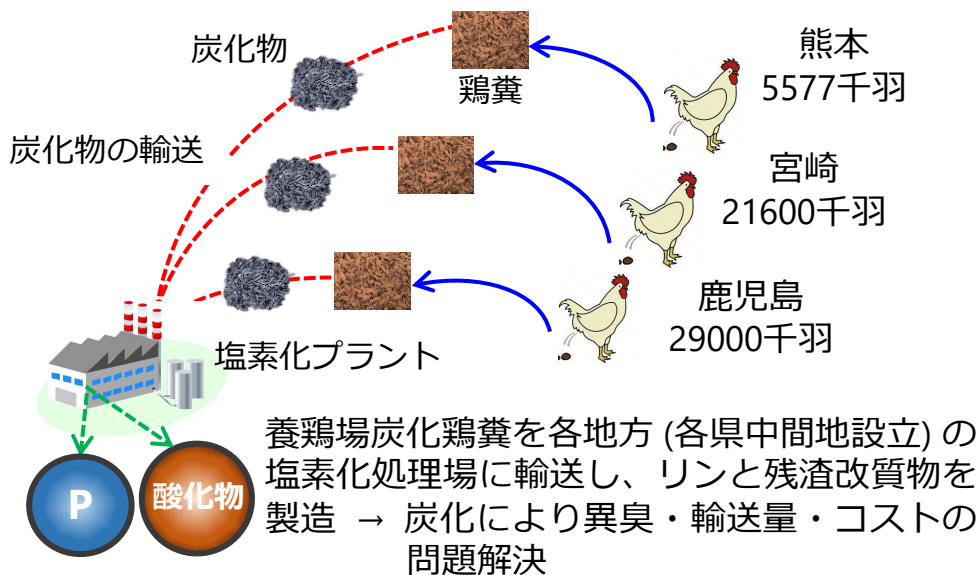 炭化物
鶏糞
熊本
5577千羽
炭化物の輸送
宮崎
21600千羽
鹿児島
29000千羽
塩素化プラント
P
酸化物
養鶏場炭化鶏糞を各地方 (各県中間地設立) の
塩素化処理場に輸送し、リンと残渣改質物を
製造 → 炭化により異臭・輸送量・コストの
問題解決